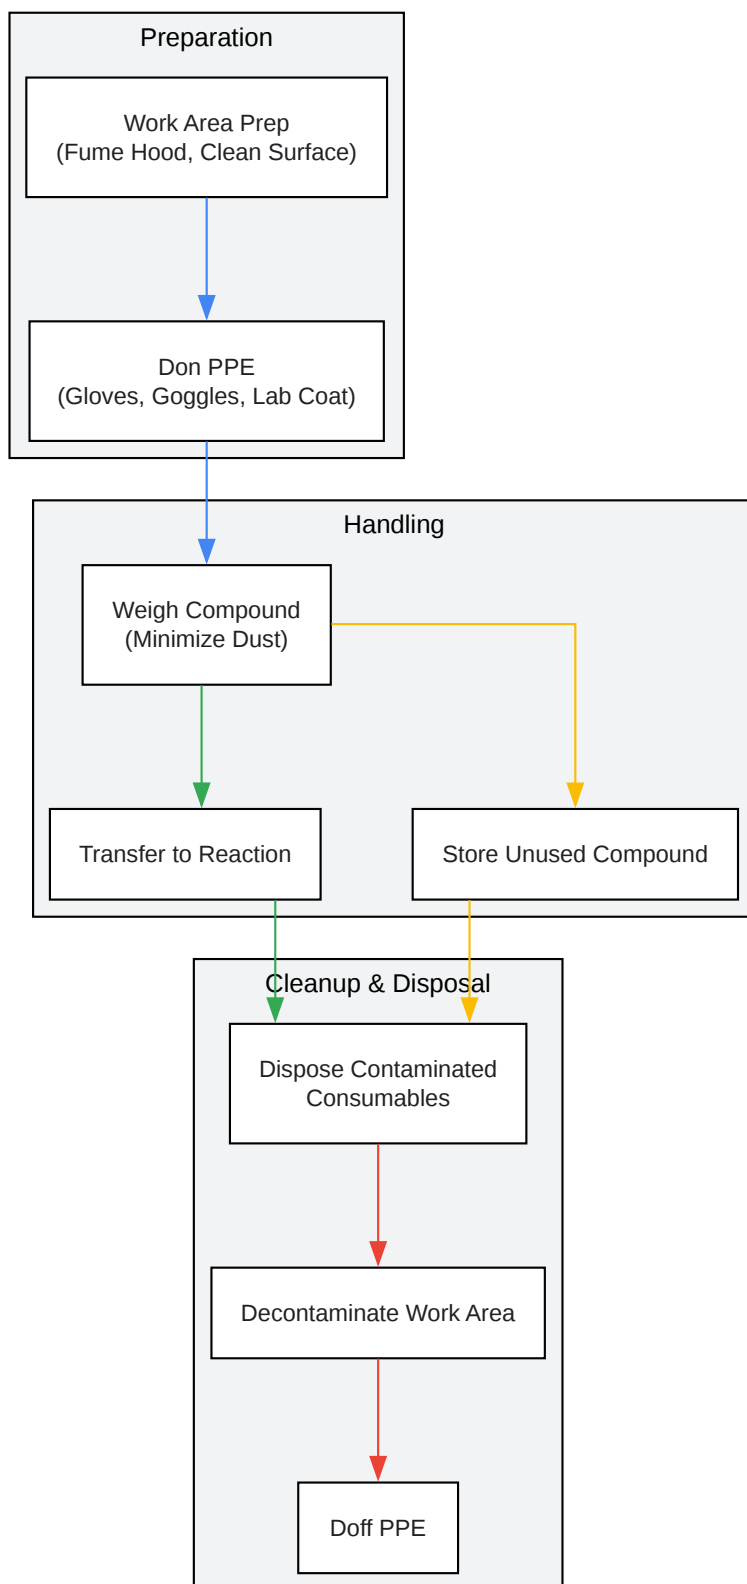 Preparation
Work Area Prep
(Fume Hood, Clean Surface)
Don PPE
(Gloves, Goggles, Lab Coat)
Handling
Weigh Compound
(Minimize Dust)
Transfer to Reaction
Store Unused Compound
Cleanup & Disposal
Dispose Contaminated
Consumables
Decontaminate Work Area
Doff PPE